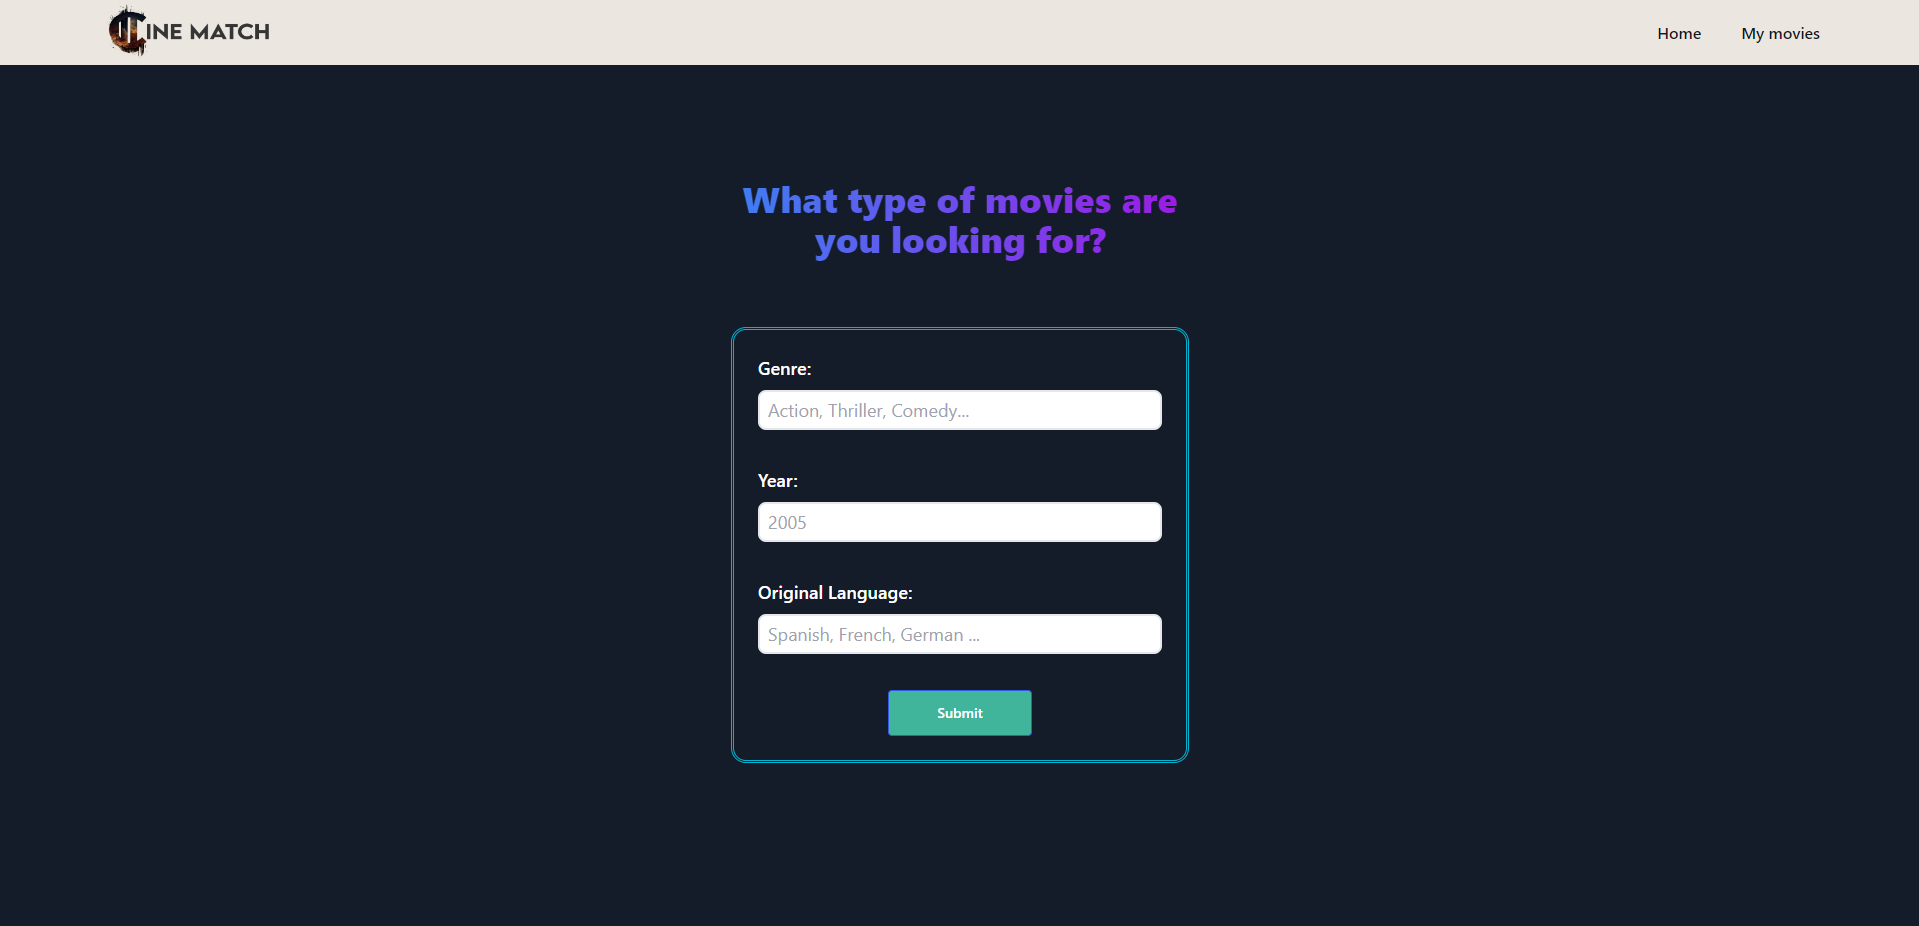 CINE MATCH
Home
My movies
What type of movies are
you looking for?
Genre:
Action, Thriller, Comedy...
Year:
2005
Original Language:
Spanish, French, German ...
Submit